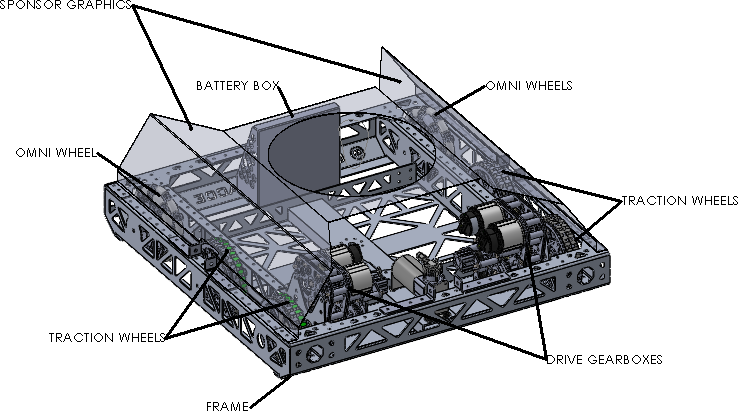 SPONSOR GRAPHICS
BATTERY BOX
OMNI WHEELS
OMNI WHEEL
TRACTION WHEELS
TRACTION WHEELS
DRIVE GEARBOXES
FRAME